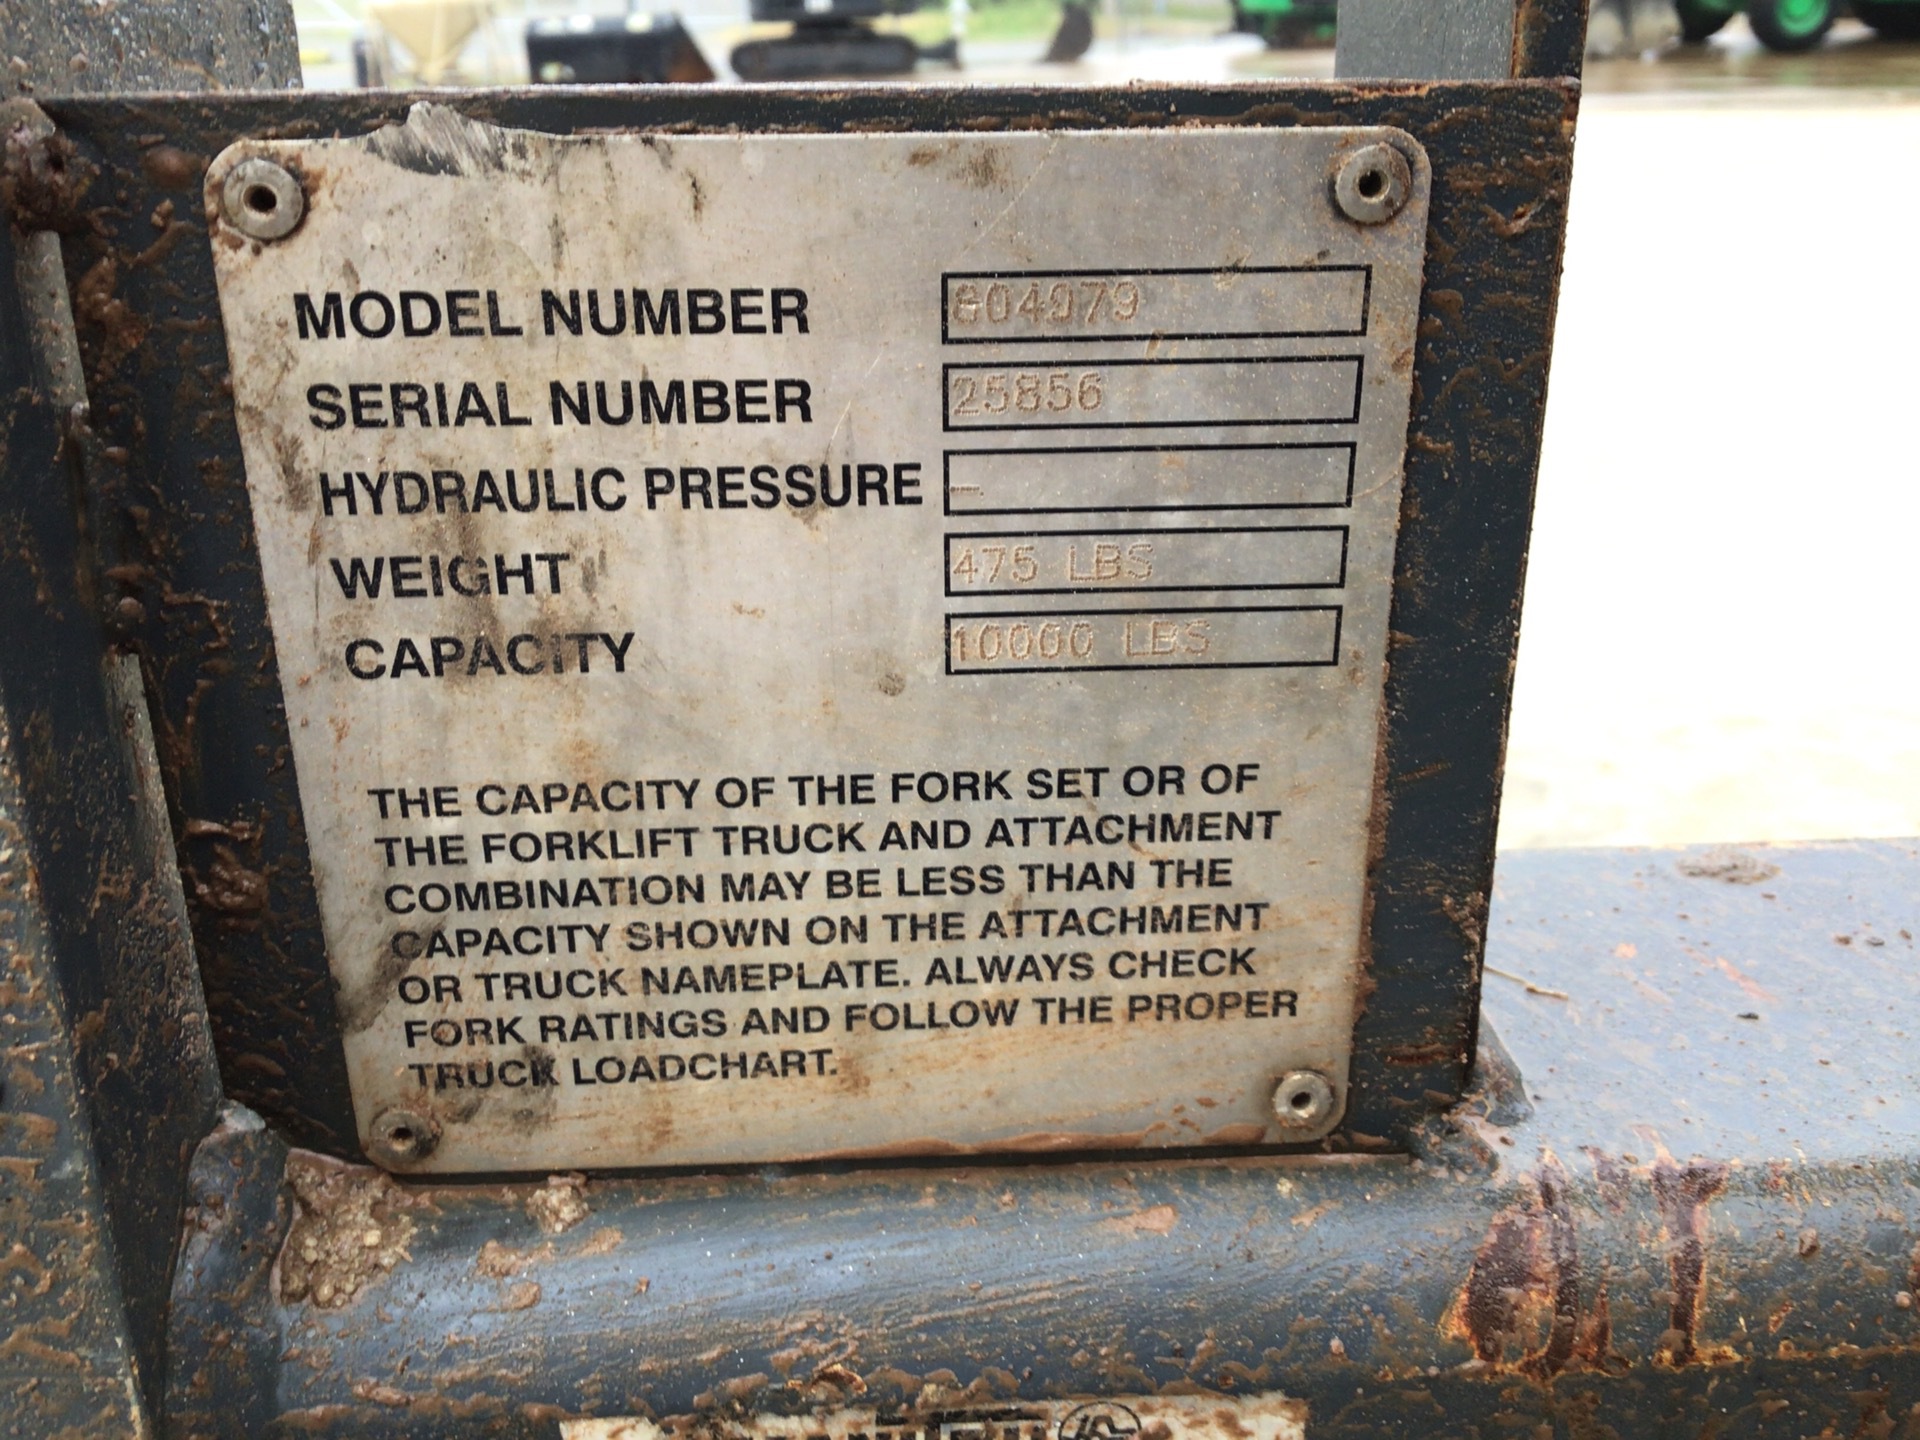 MODEL NUMBER 804979
SERIAL NUMBER 25856
HYDRAULIC PRESSURE –
WEIGHT 475 LBS
CAPACITY 10000 LBS
THE CAPACITY OF THE FORK SET OR OF
THE FORKLIFT TRUCK AND ATTACHMENT
COMBINATION MAY BE LESS THAN THE
CAPACITY SHOWN ON THE ATTACHMENT
OR TRUCK NAMEPLATE. ALWAYS CHECK
FORK RATINGS AND FOLLOW THE PROPER
TRUCK LOADCHART.